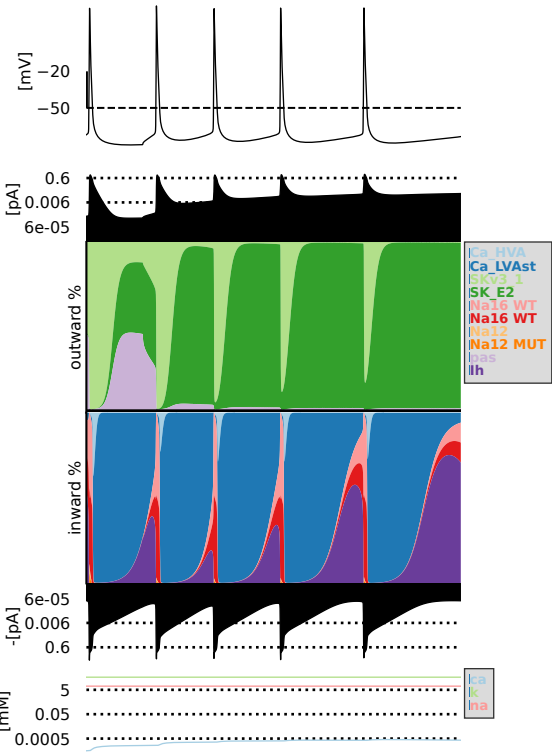 [mV]
−20
−50
[pA]
0.6
0.006
6e-05
outward %
Ca_HVA
Ca_LVAst
SKv3_1
SK_E2
Na16 WT
Na16 WT
Na12
Na12 MUT
pas
Ih
inward %
-[pA]
6e-05
0.006
0.6
[mM]
5
0.05
0.0005
ca
k
na